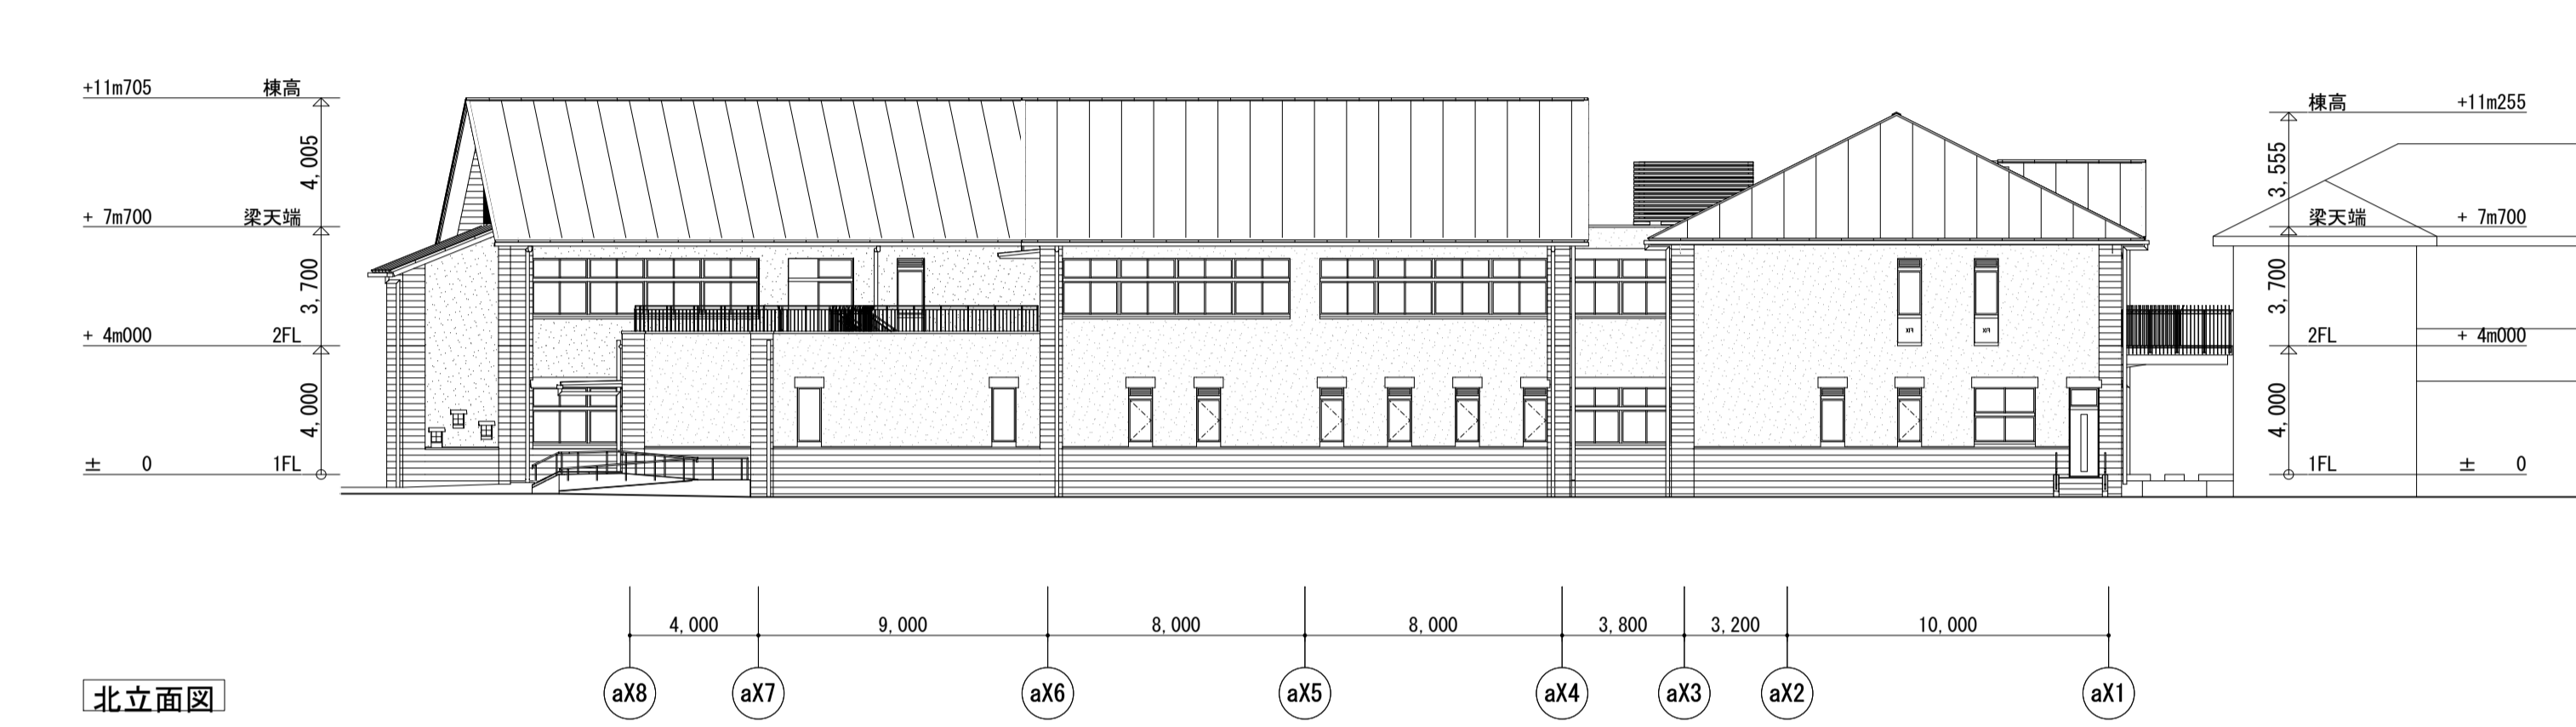 +11m705 棟高
棟高 +11m255
4,005
3,555
+ 7m700 梁天端
梁天端 + 7m700
3,700
3,700
+ 4m000 2FL
2FL + 4m000
FIX FIX
4,000
4,000
± 0 1FL
1FL ± 0
4,000 9,000 8,000 8,000 3,800 3,200 10,000
aX8 aX7 aX6 aX5 aX4 aX3 aX2 aX1
北立面図